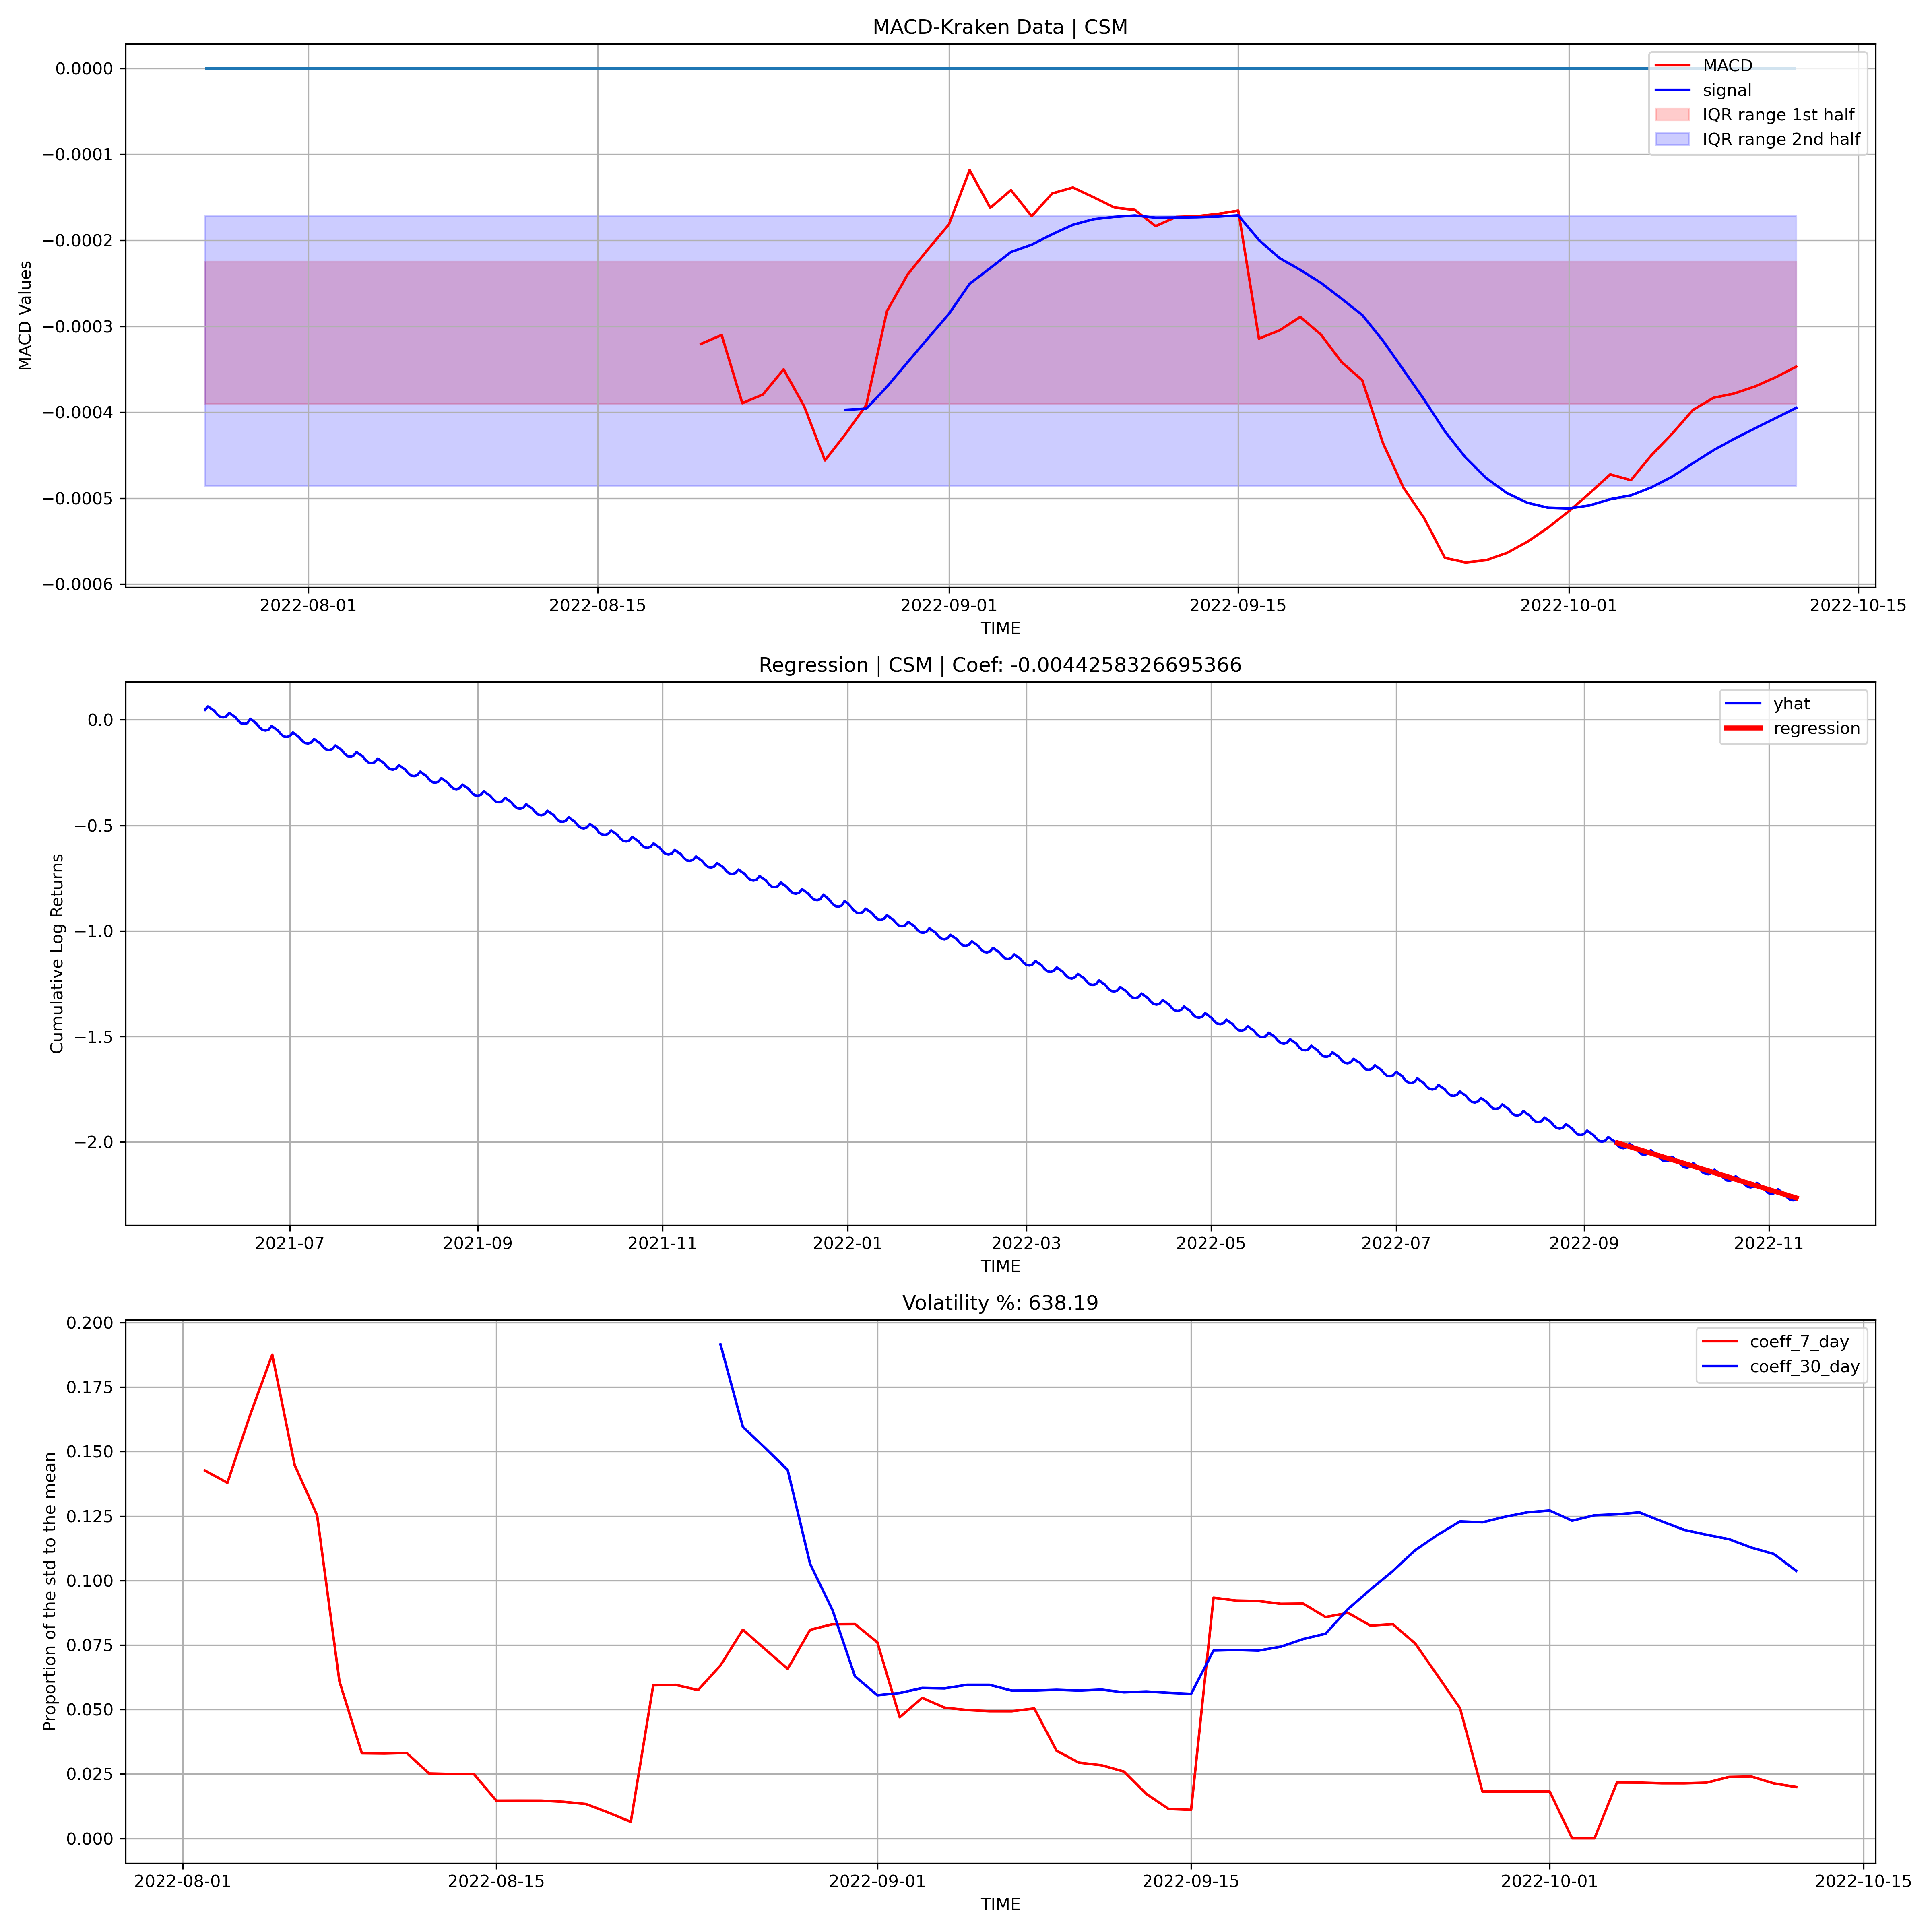 MACD-Kraken Data | CSM
0.0000
−0.0001
−0.0002
−0.0003
−0.0004
−0.0005
−0.0006
MACD Values
MACD
signal
IQR range 1st half
IQR range 2nd half
2022-08-01
2022-08-15
2022-09-01
2022-09-15
2022-10-01
2022-10-15
TIME
Regression | CSM | Coef: -0.0044258326695366
0.0
−0.5
−1.0
−1.5
−2.0
Cumulative Log Returns
yhat
regression
2021-07
2021-09
2021-11
2022-01
2022-03
2022-05
2022-07
2022-09
2022-11
TIME
Volatility %: 638.19
0.200
0.175
0.150
0.125
0.100
0.075
0.050
0.025
0.000
Proportion of the std to the mean
coeff_7_day
coeff_30_day
2022-08-01
2022-08-15
2022-09-01
2022-09-15
2022-10-01
2022-10-15
TIME